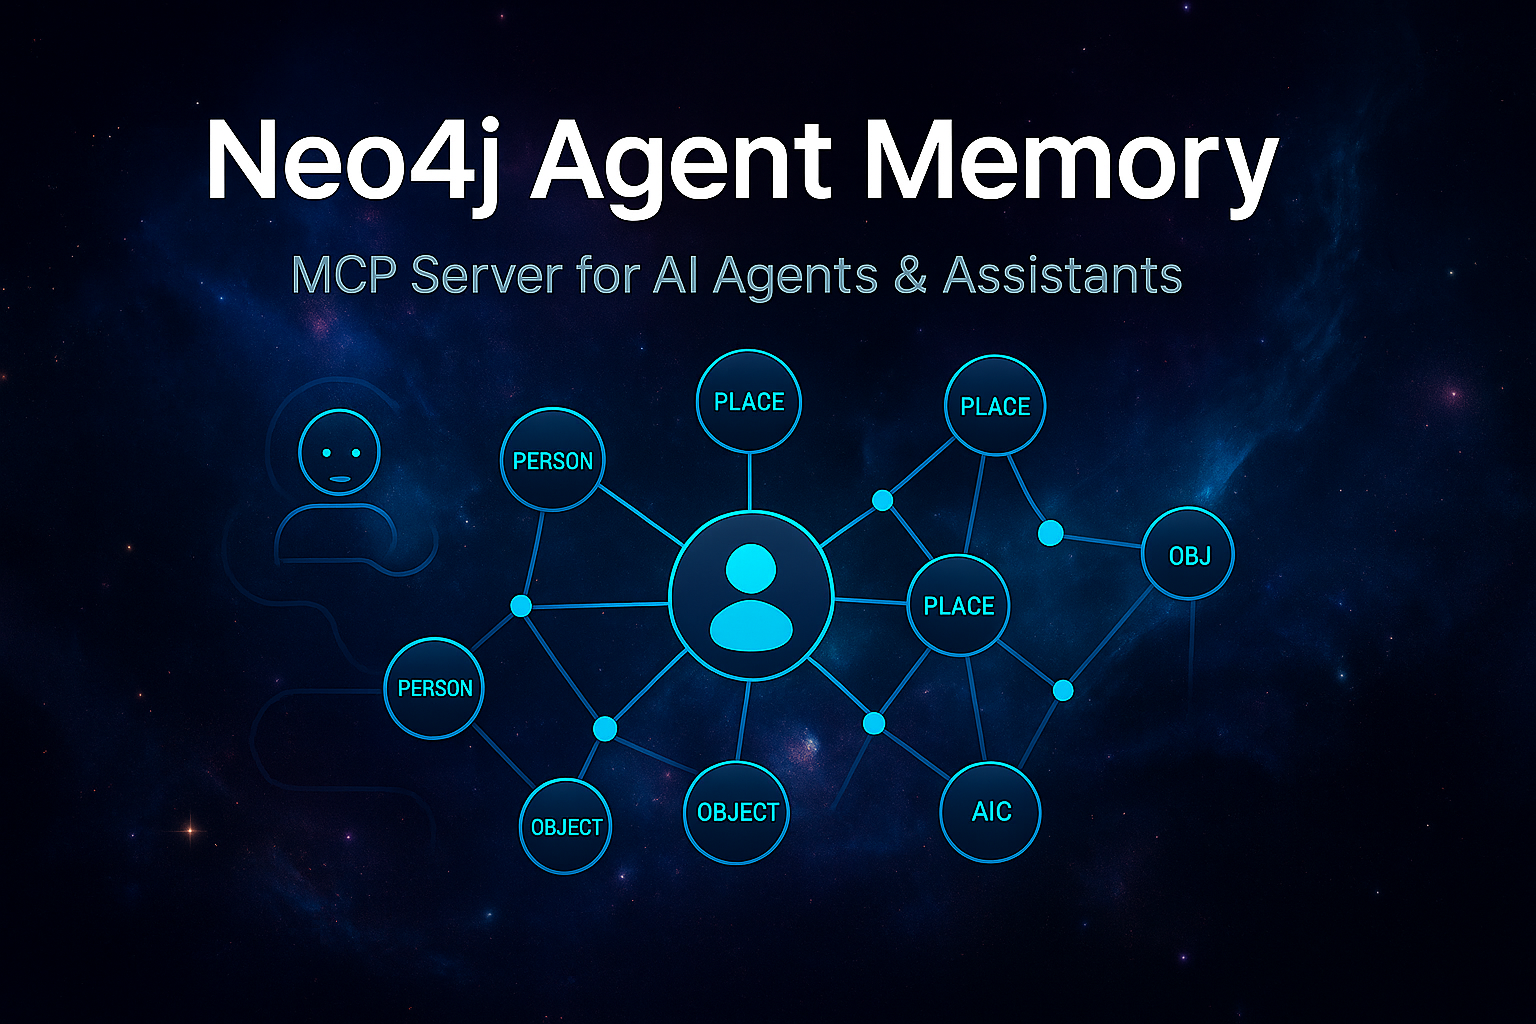 Neo4j Agent Memory
MCP Server for AI Agents & Assistants
PLACE
PLACE
PERSON
OBJ
PLACE
PERSON
OBJECT
OBJECT
AIC